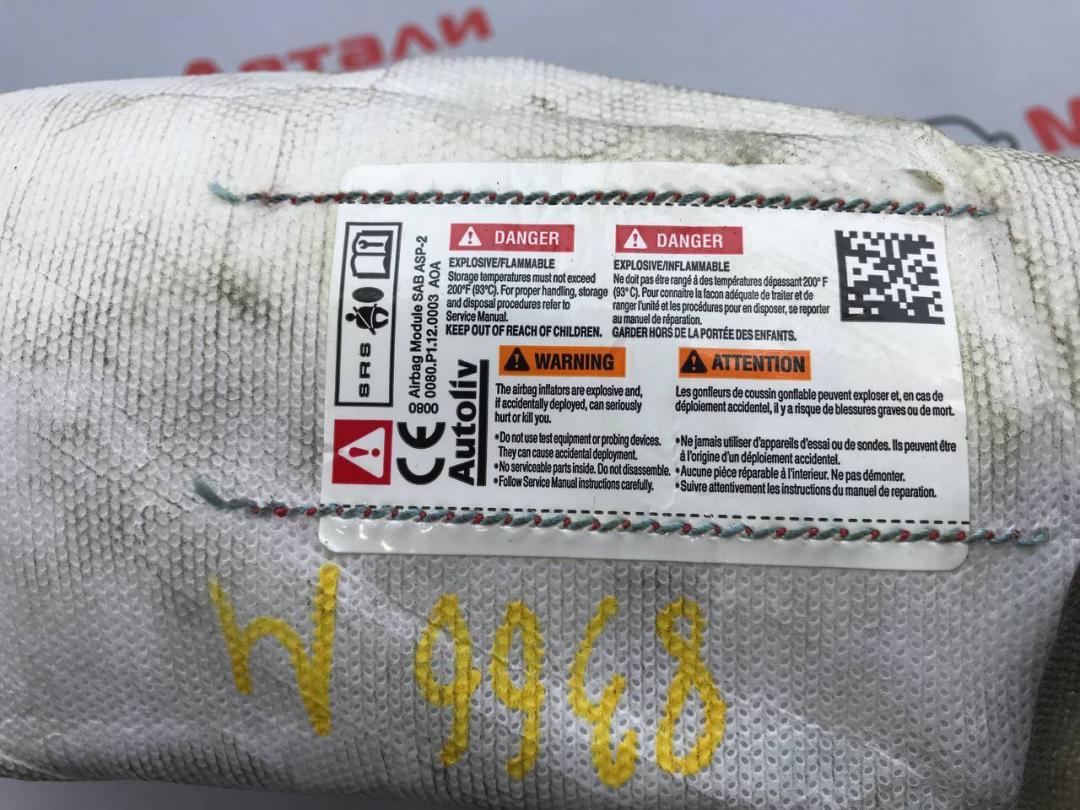 Автали
М
SRS
Airbag Module SAB ASP-2
0080.P1.12.0003 AOA
0800
CE
Autoliv
DANGER
EXPLOSIVE/FLAMMABLE
Storage temperatures must not exceed
200°F (93°C). For proper handling, storage
and disposal procedures refer to
Service Manual.
KEEP OUT OF REACH OF CHILDREN.
DANGER
EXPLOSIVE/INFLAMMABLE
Ne doit pas être rangé à des températures dépassant 200° F
(93° C). Pour connaitre la facon adéquate de traiter et de
ranger l'unité et les procédures pour en disposer, se reporter
au manuel de réparation.
GARDER HORS DE LA PORTÉE DES ENFANTS.
WARNING
The airbag inflators are explosive and,
if accidentally deployed, can seriously
hurt or kill you.
•Do not use test equipment or probing devices.
They can cause accidental deployment.
•No serviceable parts inside. Do not disassemble.
•Follow Service Manual instructions carefully.
ATTENTION
Les gonfleurs de coussin gonflable peuvent exploser et, en cas de
déploiement accidentel, il y a risque de blessures graves ou de mort.
•Ne jamais utiliser d'appareils d'essai ou de sondes. Ils peuvent être
à l'origine d'un déploiement accidentel.
•Aucune pièce réparable à l'interieur. Ne pas démonter.
•Suivre attentivement les instructions du manuel de reparation.